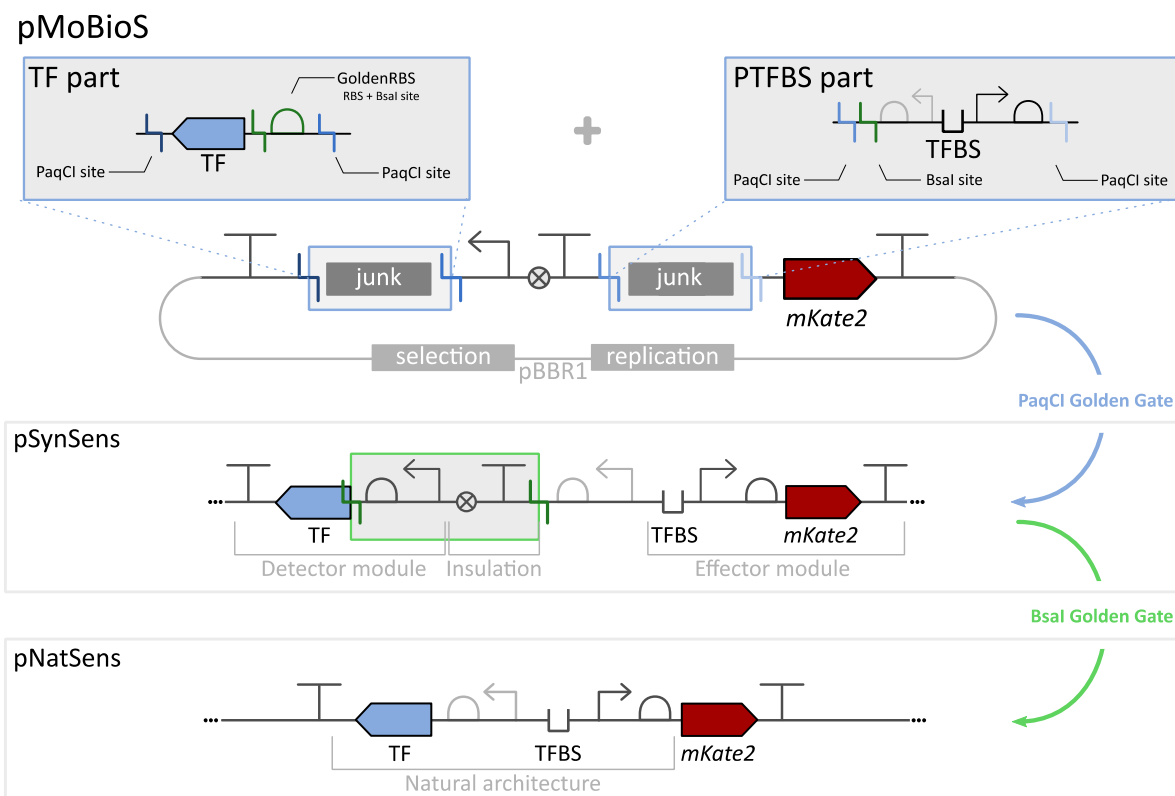 pMoBioS
TF part
GoldenRBS
RBS + BsaI site
PaqCI site
TF
PaqCI site
PTFBS part
TFBS
PaqCI site
BsaI site
PaqCI site
junk
junk
mKate2
selection
pBBR1
replication
PaqCI Golden Gate
pSynSens
TF
TFBS
mKate2
Detector module
Insulation
Effector module
BsaI Golden Gate
pNatSens
TF
TFBS
mKate2
Natural architecture